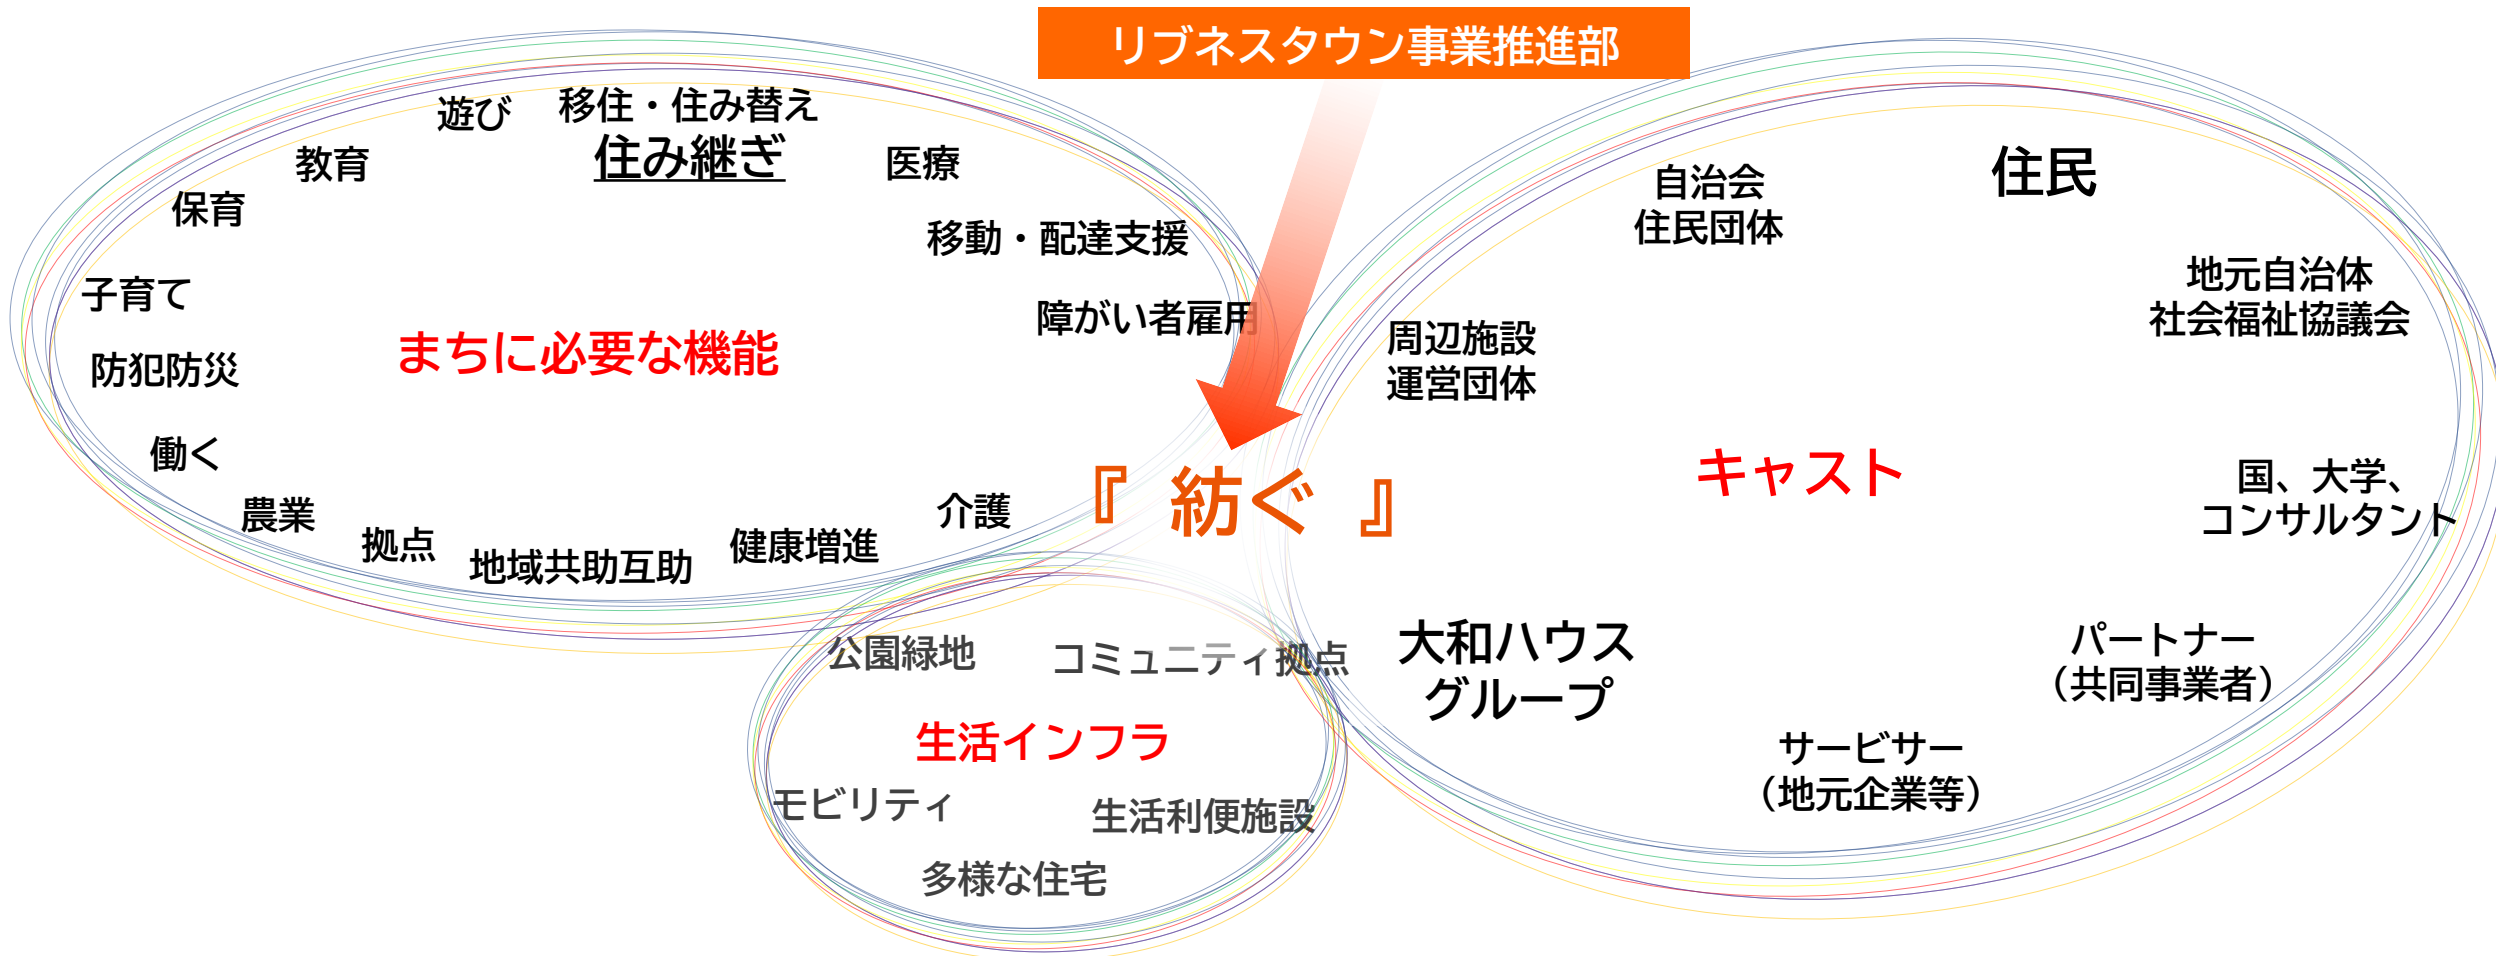 リブネスタウン事業推進部
遊び
移住・住み替え
住み継ぎ
教育
医療
保育
移動・配達支援
子育て
障がい者雇用
まちに必要な機能
防犯防災
働く
農業
拠点
地域共助互助
健康増進
介護
『 紡ぐ 』
住民
自治会
住民団体
地元自治体
社会福祉協議会
周辺施設
運営団体
キャスト
国、大学、
コンサルタント
大和ハウス
グループ
パートナー
（共同事業者）
サービサー
（地元企業等）
公園緑地
コミュニティ拠点
生活インフラ
モビリティ
生活利便施設
多様な住宅